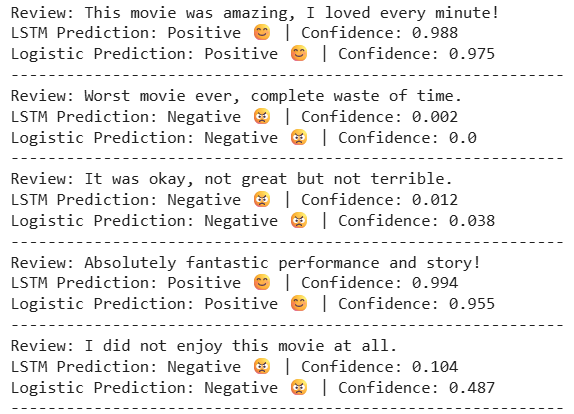 Review: This movie was amazing, I loved every minute!
LSTM Prediction: Positive 😊 | Confidence: 0.988
Logistic Prediction: Positive 😊 | Confidence: 0.975
------------------------------------------------------------
Review: Worst movie ever, complete waste of time.
LSTM Prediction: Negative 😡 | Confidence: 0.002
Logistic Prediction: Negative 😡 | Confidence: 0.0
------------------------------------------------------------
Review: It was okay, not great but not terrible.
LSTM Prediction: Negative 😡 | Confidence: 0.012
Logistic Prediction: Negative 😡 | Confidence: 0.038
------------------------------------------------------------
Review: Absolutely fantastic performance and story!
LSTM Prediction: Positive 😊 | Confidence: 0.994
Logistic Prediction: Positive 😊 | Confidence: 0.955
------------------------------------------------------------
Review: I did not enjoy this movie at all.
LSTM Prediction: Negative 😡 | Confidence: 0.104
Logistic Prediction: Negative 😡 | Confidence: 0.487
------------------------------------------------------------